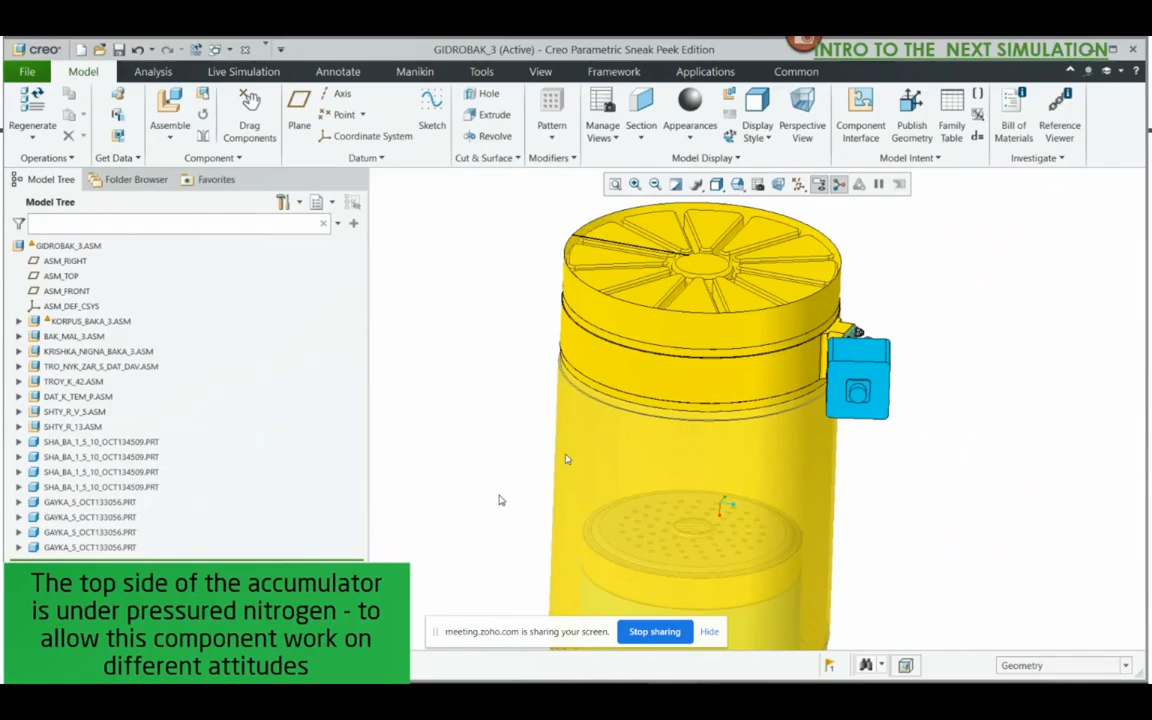 creo
GIDROBAK_3 (Active) - Creo Parametric Sneak Peek Edition
INTRO TO THE NEXT SIMULATION
File Model Analysis Live Simulation Annotate Manikin Tools View Framework Applications Common
Regenerate
Operations
Get Data
Assemble
Drag Components
Component
Plane
Axis
Point
Coordinate System
Sketch
Datum
Hole
Extrude
Revolve
Cut & Surface
Pattern
Modifiers
Manage Views
Section
Appearances
Display Style
Perspective View
Model Display
Component Interface
Publish Geometry
Family Table
d=
Model Intent
Bill of Materials
Reference Viewer
Investigate
Model Tree Folder Browser Favorites
Model Tree
GIDROBAK_3.ASM
ASM_RIGHT
ASM_TOP
ASM_FRONT
ASM_DEF_CSYS
KORPUS_BAKA_3.ASM
BAK_MAL_3.ASM
KRISHKA_NIGNA_BAKA_3.ASM
TRO_NYK_ZAR_S_DAT_DAV.ASM
TROY_K_42.ASM
DAT_K_TEM_P.ASM
SHTY_R_V_5.ASM
SHTY_R_13.ASM
SHA_BA_1_5_10_OCT134509.PRT
SHA_BA_1_5_10_OCT134509.PRT
SHA_BA_1_5_10_OCT134509.PRT
SHA_BA_1_5_10_OCT134509.PRT
GAYKA_5_OCT133056.PRT
GAYKA_5_OCT133056.PRT
GAYKA_5_OCT133056.PRT
GAYKA_5_OCT133056.PRT
The top side of the accumulator
is under pressured nitrogen - to
allow this component work on
different attitudes
meeting.zoho.com is sharing your screen. Stop sharing Hide
1
Geometry